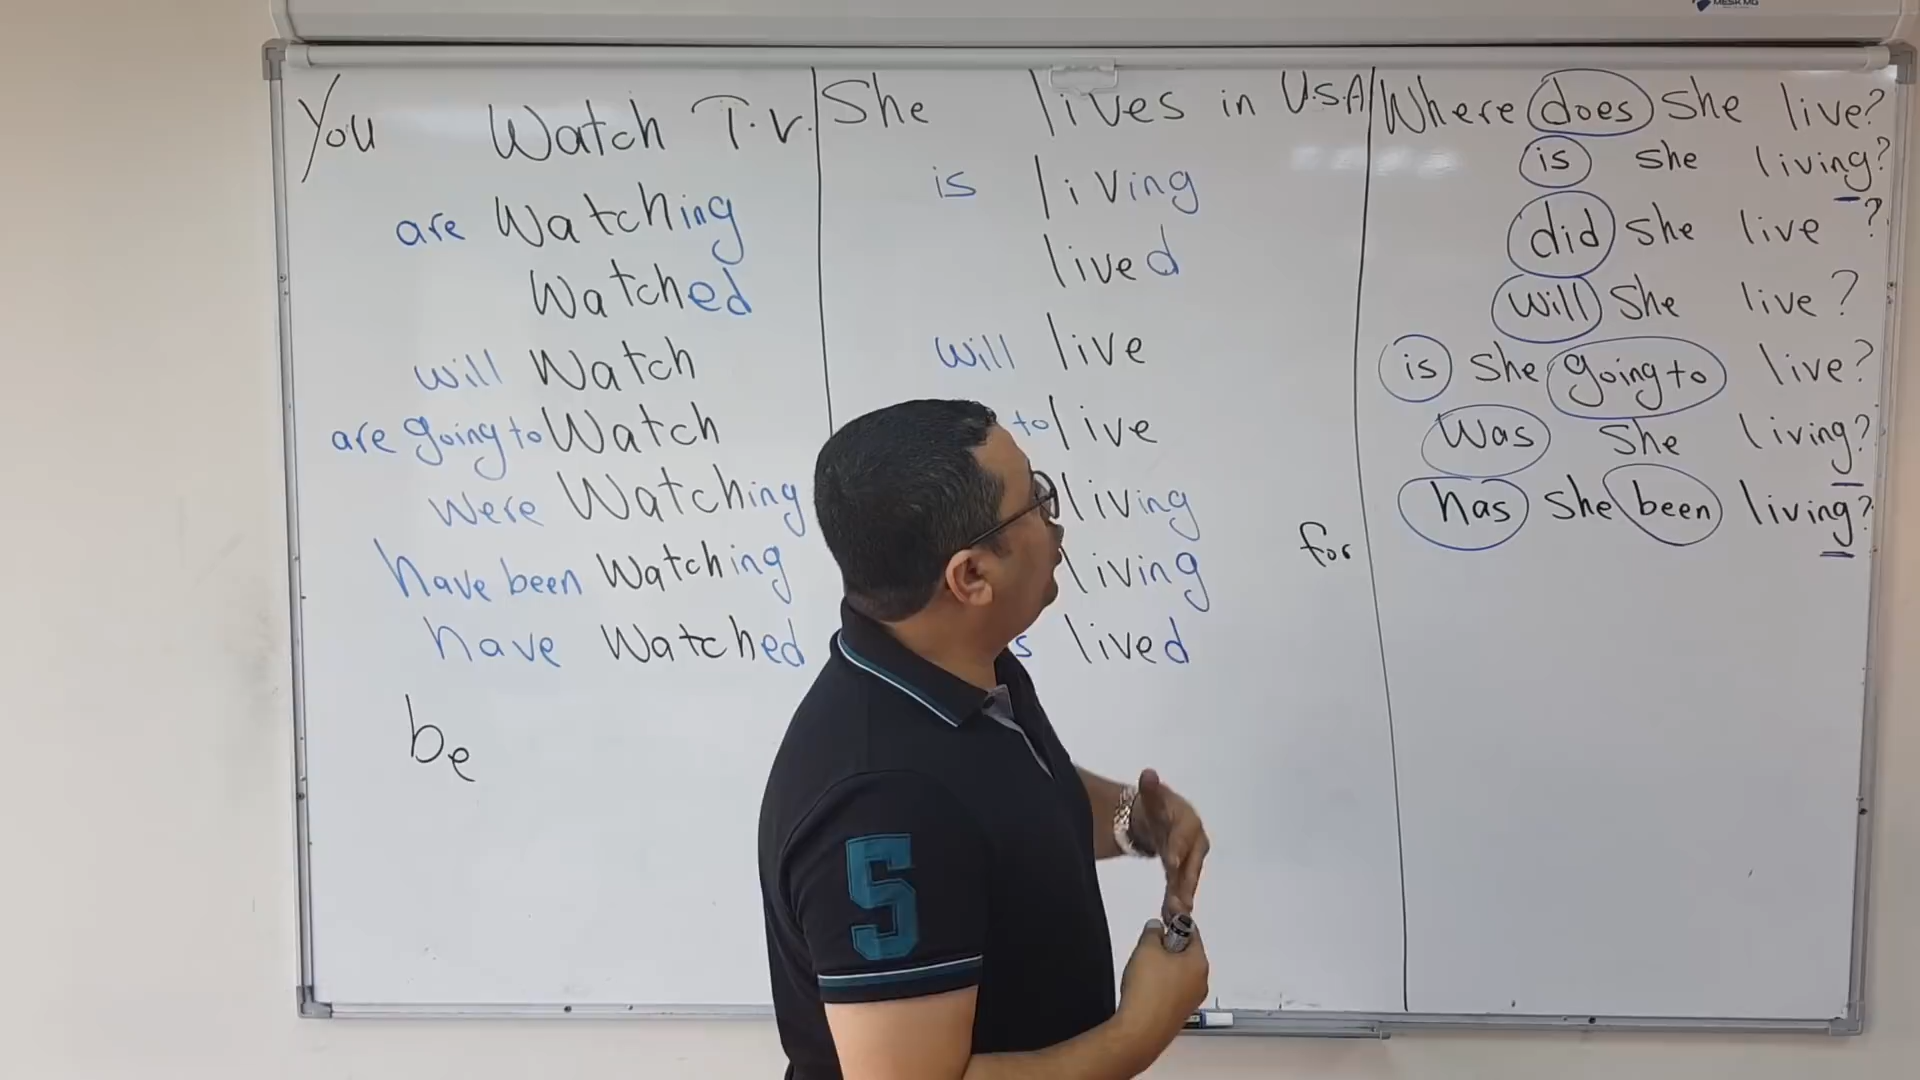 You Watch T.V.
are Watching
Watched
will Watch
are going to Watch
were Watching
have been Watching
have Watched
be
She lives in U.S.A
is living
lived
will live
to live
living
living for
s lived
Where does she live?
is she living?
did she live ?
will she live?
is she going to live?
Was she living?
has she been living?
5